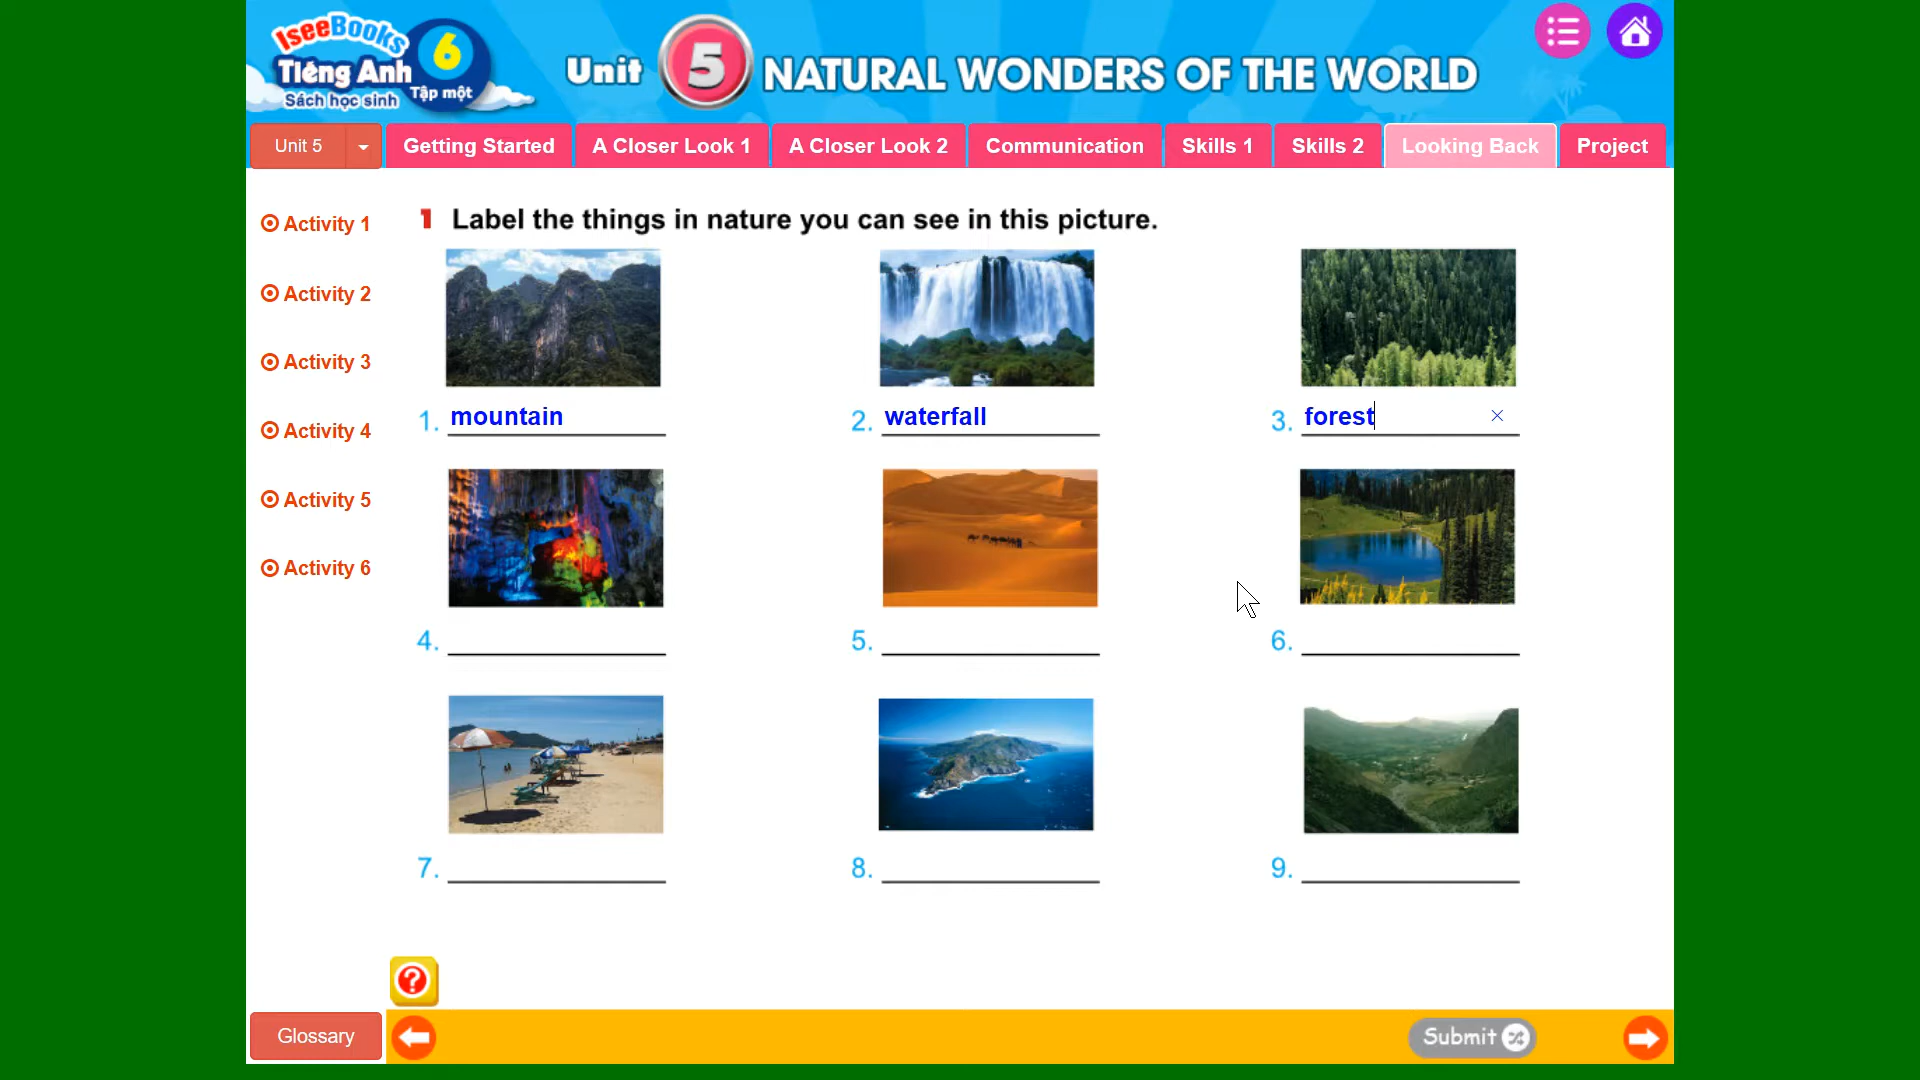 IseeBooks
Tiếng Anh 6
Sách học sinh Tập một
Unit 5 NATURAL WONDERS OF THE WORLD
Unit 5
Getting Started
A Closer Look 1
A Closer Look 2
Communication
Skills 1
Skills 2
Looking Back
Project
Activity 1
Activity 2
Activity 3
Activity 4
Activity 5
Activity 6
1 Label the things in nature you can see in this picture.
1. mountain
2. waterfall
3. forest
4.
5.
6.
7.
8.
9.
?
Glossary
Submit